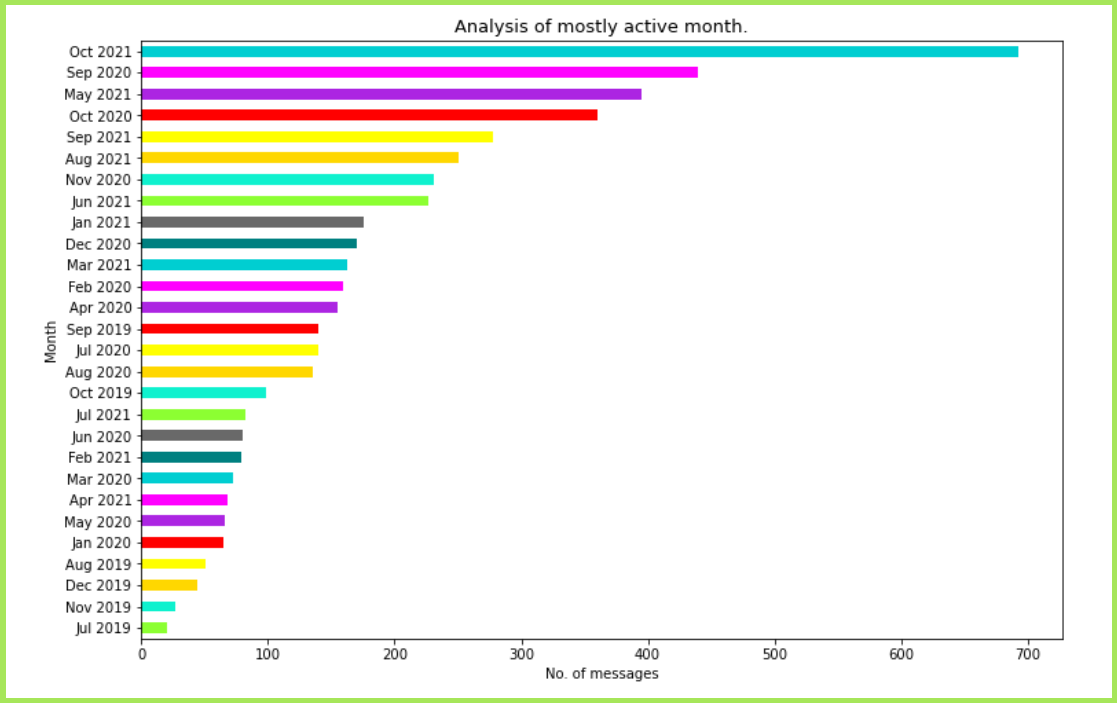 Analysis of mostly active month.
Oct 2021
Sep 2020
May 2021
Oct 2020
Sep 2021
Aug 2021
Nov 2020
Jun 2021
Jan 2021
Dec 2020
Mar 2021
Feb 2020
Apr 2020
Sep 2019
Jul 2020
Aug 2020
Oct 2019
Jul 2021
Jun 2020
Feb 2021
Mar 2020
Apr 2021
May 2020
Jan 2020
Aug 2019
Dec 2019
Nov 2019
Jul 2019
Month
0 100 200 300 400 500 600 700
No. of messages